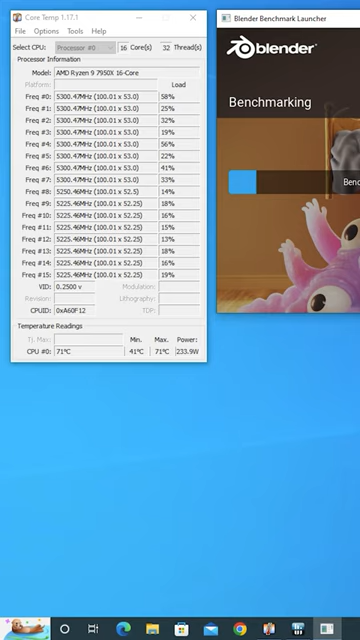 Core Temp 1.17.1
File Options Tools Help
Select CPU: Processor #0 16 Core(s) 32 Thread(s)
Processor Information
Model: AMD Ryzen 9 7950X 16-Core
Platform: Load
Freq #0: 5300.47MHz (100.01 x 53.0) 58%
Freq #1: 5300.47MHz (100.01 x 53.0) 25%
Freq #2: 5300.47MHz (100.01 x 53.0) 32%
Freq #3: 5300.47MHz (100.01 x 53.0) 19%
Freq #4: 5300.47MHz (100.01 x 53.0) 56%
Freq #5: 5300.47MHz (100.01 x 53.0) 22%
Freq #6: 5300.47MHz (100.01 x 53.0) 41%
Freq #7: 5300.47MHz (100.01 x 53.0) 33%
Freq #8: 5250.46MHz (100.01 x 52.5) 14%
Freq #9: 5225.46MHz (100.01 x 52.25) 18%
Freq #10: 5225.46MHz (100.01 x 52.25) 16%
Freq #11: 5225.46MHz (100.01 x 52.25) 15%
Freq #12: 5225.46MHz (100.01 x 52.25) 13%
Freq #13: 5225.46MHz (100.01 x 52.25) 18%
Freq #14: 5225.46MHz (100.01 x 52.25) 16%
Freq #15: 5225.46MHz (100.01 x 52.25) 19%
VID: 0.2500 v Modulation:
Revision: Lithography:
CPUID: 0xA60F12 TDP:
Temperature Readings
Tj. Max: Min. Max. Power:
CPU #0: 71°C 41°C 71°C 233.9W
Blender Benchmark Launcher
blender
Benchmarking
Benc